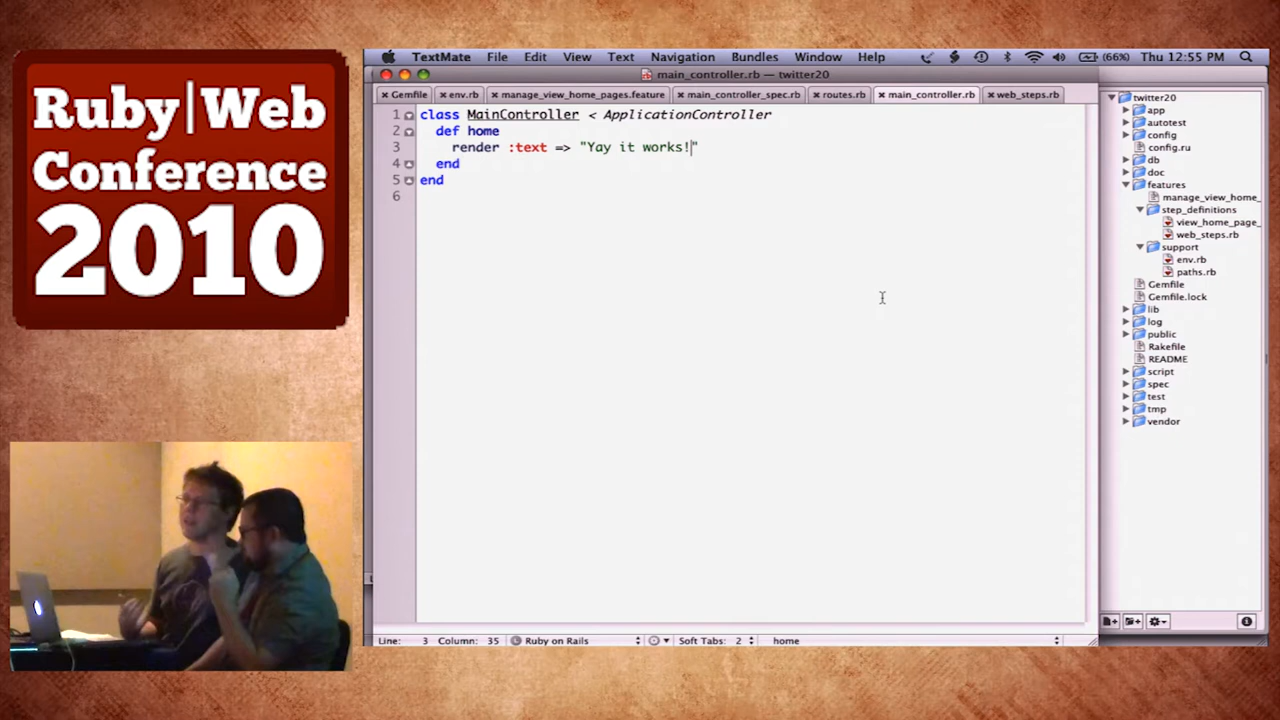 Ruby|Web
Conference
2010
TextMate File Edit View Text Navigation Bundles Window Help (66%) Thu 12:55 PM
main_controller.rb — twitter20
Gemfile env.rb manage_view_home_pages.feature main_controller_spec.rb routes.rb main_controller.rb web_steps.rb
1 class MainController < ApplicationController
2 def home
3 render :text => "Yay it works!"
4 end
5 end
6
twitter20
app
autotest
config
config.ru
db
doc
features
manage_view_home_
step_definitions
view_home_page_
web_steps.rb
support
env.rb
paths.rb
Gemfile
Gemfile.lock
lib
log
public
Rakefile
README
script
spec
test
tmp
vendor
Line: 3 Column: 35 Ruby on Rails Soft Tabs: 2 home